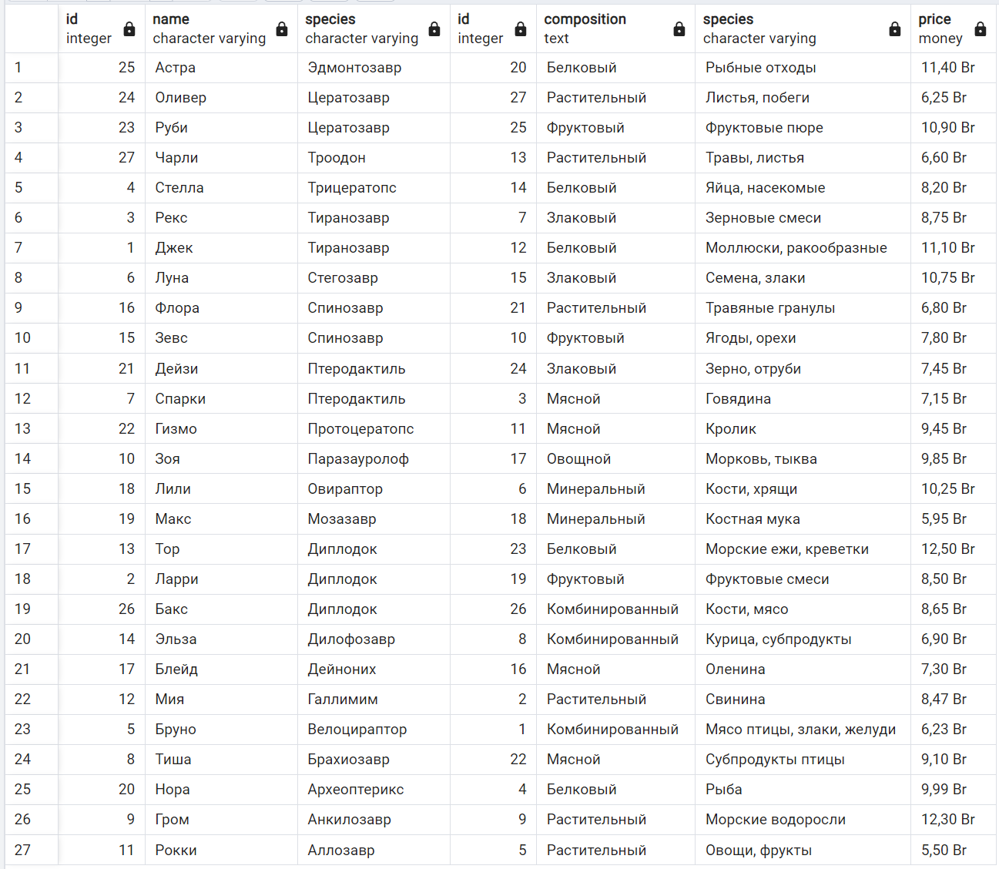 id name species id composition species price
integer character varying character varying integer text character varying money
1 25 Астра Эдмонтозавр 20 Белковый Рыбные отходы 11,40 Br
2 24 Оливер Цератозавр 27 Растительный Листья, побеги 6,25 Br
3 23 Руби Цератозавр 25 Фруктовый Фруктовые пюре 10,90 Br
4 27 Чарли Троодон 13 Растительный Травы, листья 6,60 Br
5 4 Стелла Трицератопс 14 Белковый Яйца, насекомые 8,20 Br
6 3 Рекс Тиранозавр 7 Злаковый Зерновые смеси 8,75 Br
7 1 Джек Тиранозавр 12 Белковый Моллюски, ракообразные 11,10 Br
8 6 Луна Стегозавр 15 Злаковый Семена, злаки 10,75 Br
9 16 Флора Спинозавр 21 Растительный Травяные гранулы 6,80 Br
10 15 Зевс Спинозавр 10 Фруктовый Ягоды, орехи 7,80 Br
11 21 Дейзи Птеродактиль 24 Злаковый Зерно, отруби 7,45 Br
12 7 Спарки Птеродактиль 3 Мясной Говядина 7,15 Br
13 22 Гизмо Протоцератопс 11 Мясной Кролик 9,45 Br
14 10 Зоя Паразауролоф 17 Овощной Морковь, тыква 9,85 Br
15 18 Лили Овираптор 6 Минеральный Кости, хрящи 10,25 Br
16 19 Макс Мозазавр 18 Минеральный Костная мука 5,95 Br
17 13 Тор Диплодок 23 Белковый Морские ежи, креветки 12,50 Br
18 2 Ларри Диплодок 19 Фруктовый Фруктовые смеси 8,50 Br
19 26 Бакс Диплодок 26 Комбинированный Кости, мясо 8,65 Br
20 14 Эльза Дилофозавр 8 Комбинированный Курица, субпродукты 6,90 Br
21 17 Блейд Дейноних 16 Мясной Оленина 7,30 Br
22 12 Мия Галлимим 2 Растительный Свинина 8,47 Br
23 5 Бруно Велоцираптор 1 Комбинированный Мясо птицы, злаки, желуди 6,23 Br
24 8 Тиша Брахиозавр 22 Мясной Субпродукты птицы 9,10 Br
25 20 Нора Археоптерикс 4 Белковый Рыба 9,99 Br
26 9 Гром Анкилозавр 9 Растительный Морские водоросли 12,30 Br
27 11 Рокки Аллозавр 5 Растительный Овощи, фрукты 5,50 Br